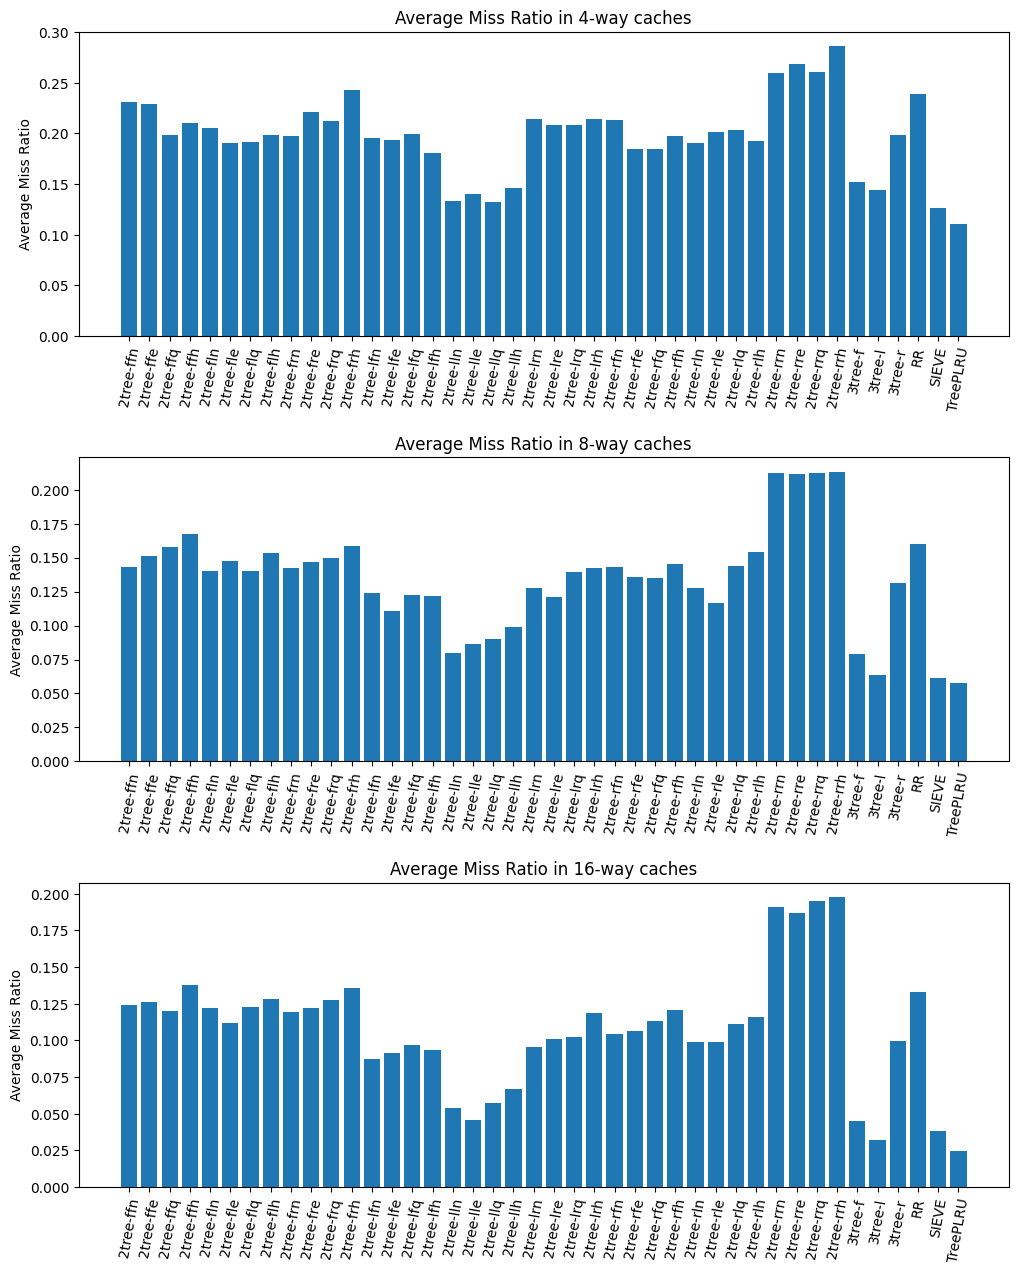 Average Miss Ratio in 4-way caches
Average Miss Ratio
0.30
0.25
0.20
0.15
0.10
0.05
0.00
2tree-ffn 2tree-ffe 2tree-ffq 2tree-ffh 2tree-fln 2tree-fle 2tree-flq 2tree-flh 2tree-frn 2tree-fre 2tree-frq 2tree-frh 2tree-lfn 2tree-lfe 2tree-lfq 2tree-lfh 2tree-lln 2tree-lle 2tree-llq 2tree-llh 2tree-lrn 2tree-lre 2tree-lrq 2tree-lrh 2tree-rfn 2tree-rfe 2tree-rfq 2tree-rfh 2tree-rln 2tree-rle 2tree-rlq 2tree-rlh 2tree-rrn 2tree-rre 2tree-rrq 2tree-rrh 3tree-f 3tree-l 3tree-r RR SIEVE TreePLRU
Average Miss Ratio in 8-way caches
Average Miss Ratio
0.200
0.175
0.150
0.125
0.100
0.075
0.050
0.025
0.000
2tree-ffn 2tree-ffe 2tree-ffq 2tree-ffh 2tree-fln 2tree-fle 2tree-flq 2tree-flh 2tree-frn 2tree-fre 2tree-frq 2tree-frh 2tree-lfn 2tree-lfe 2tree-lfq 2tree-lfh 2tree-lln 2tree-lle 2tree-llq 2tree-llh 2tree-lrn 2tree-lre 2tree-lrq 2tree-lrh 2tree-rfn 2tree-rfe 2tree-rfq 2tree-rfh 2tree-rln 2tree-rle 2tree-rlq 2tree-rlh 2tree-rrn 2tree-rre 2tree-rrq 2tree-rrh 3tree-f 3tree-l 3tree-r RR SIEVE TreePLRU
Average Miss Ratio in 16-way caches
Average Miss Ratio
0.200
0.175
0.150
0.125
0.100
0.075
0.050
0.025
0.000
2tree-ffn 2tree-ffe 2tree-ffq 2tree-ffh 2tree-fln 2tree-fle 2tree-flq 2tree-flh 2tree-frn 2tree-fre 2tree-frq 2tree-frh 2tree-lfn 2tree-lfe 2tree-lfq 2tree-lfh 2tree-lln 2tree-lle 2tree-llq 2tree-llh 2tree-lrn 2tree-lre 2tree-lrq 2tree-lrh 2tree-rfn 2tree-rfe 2tree-rfq 2tree-rfh 2tree-rln 2tree-rle 2tree-rlq 2tree-rlh 2tree-rrn 2tree-rre 2tree-rrq 2tree-rrh 3tree-f 3tree-l 3tree-r RR SIEVE TreePLRU